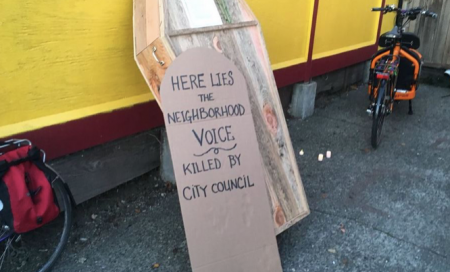 HERE LIES
THE
NEIGHBORHOOD
VOICE
KILLED BY
CITY COUNCIL